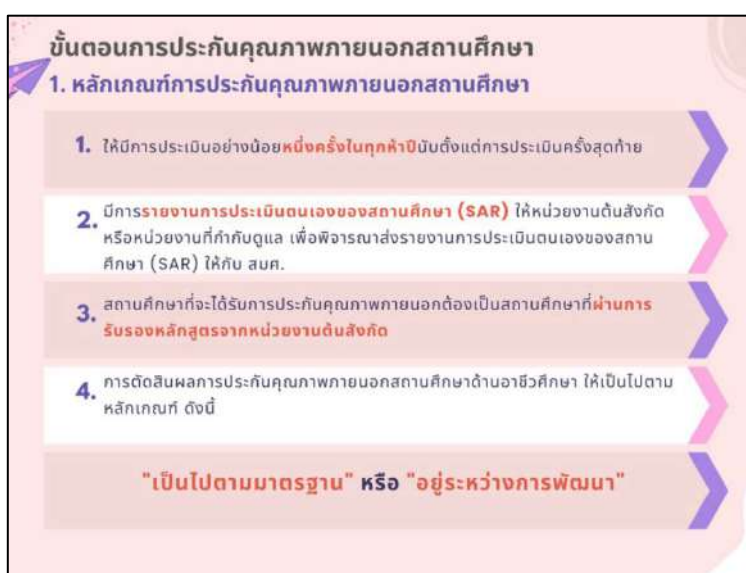 ขั้นตอนการประกันคุณภาพภายนอกสถานศึกษา
1. หลักเกณฑ์การประกันคุณภาพภายนอกสถานศึกษา
1. ให้มีการประเมินอย่างน้อยหนึ่งครั้งในทุกห้าปีนับตั้งแต่การประเมินครั้งสุดท้าย
2. มีการรายงานการประเมินตนเองของสถานศึกษา (SAR) ให้หน่วยงานต้นสังกัด
หรือหน่วยงานที่กำกับดูแล เพื่อพิจารณาส่งรายงานการประเมินตนเองของสถาน
ศึกษา (SAR) ให้กับ สมศ.
3. สถานศึกษาที่จะได้รับการประกันคุณภาพภายนอกต้องเป็นสถานศึกษาที่ผ่านการ
รับรองหลักสูตรจากหน่วยงานต้นสังกัด
4. การตัดสินผลการประกันคุณภาพภายนอกสถานศึกษาด้านอาชีวศึกษา ให้เป็นไปตาม
หลักเกณฑ์ ดังนี้
"เป็นไปตามมาตรฐาน" หรือ "อยู่ระหว่างการพัฒนา"